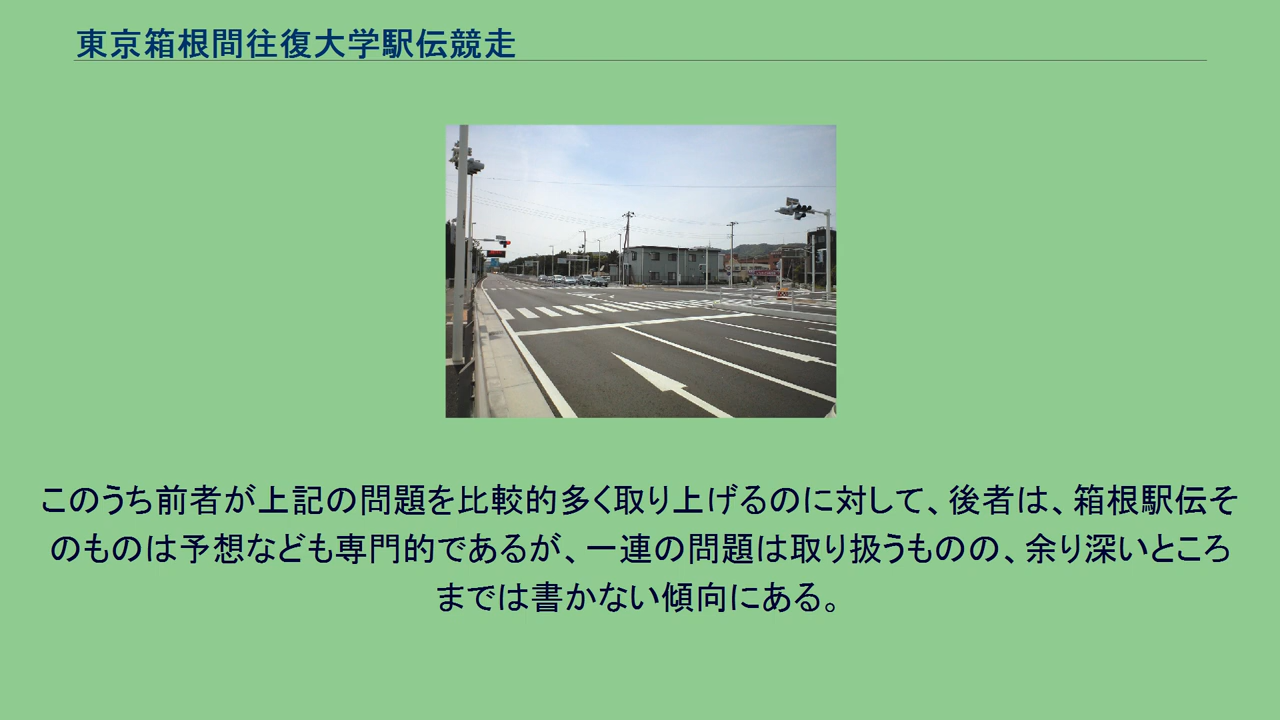 東京箱根間往復大学駅伝競走
このうち前者が上記の問題を比較的多く取り上げるのに対して、後者は、箱根駅伝そ
のものは予想なども専門的であるが、一連の問題は取り扱うものの、余り深いところ
までは書かない傾向にある。